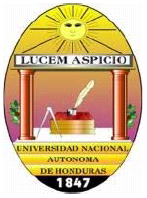 LUCEM ASPICIO
UNIVERSIDAD NACIONAL
AUTONOMA
DE HONDURAS
1847